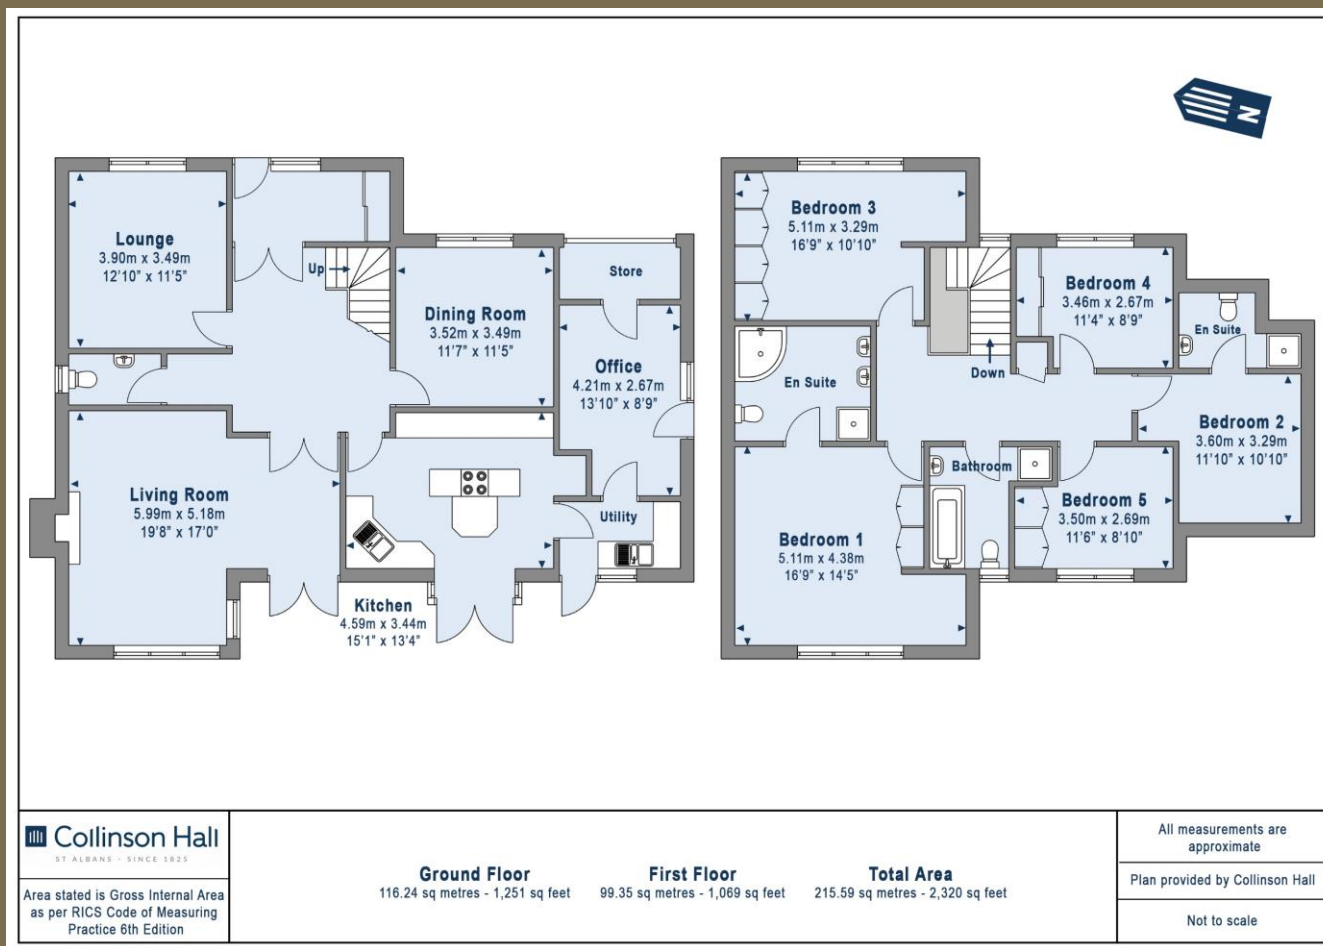 N
Lounge
3.90m x 3.49m
12'10" x 11'5"
Up
Dining Room
3.52m x 3.49m
11'7" x 11'5"
Store
Office
4.21m x 2.67m
13'10" x 8'9"
Living Room
5.99m x 5.18m
19'8" x 17'0"
Utility
Kitchen
4.59m x 3.44m
15'1" x 13'4"
Bedroom 3
5.11m x 3.29m
16'9" x 10'10"
Bedroom 4
3.46m x 2.67m
11'4" x 8'9"
En Suite
En Suite
Down
Bedroom 2
3.60m x 3.29m
11'10" x 10'10"
Bathroom
Bedroom 5
3.50m x 2.69m
11'6" x 8'10"
Bedroom 1
5.11m x 4.38m
16'9" x 14'5"
Collinson Hall
ST ALBANS - SINCE 1825
Area stated is Gross Internal Area
as per RICS Code of Measuring
Practice 6th Edition
Ground Floor
116.24 sq metres - 1,251 sq feet
First Floor
99.35 sq metres - 1,069 sq feet
Total Area
215.59 sq metres - 2,320 sq feet
All measurements are
approximate
Plan provided by Collinson Hall
Not to scale